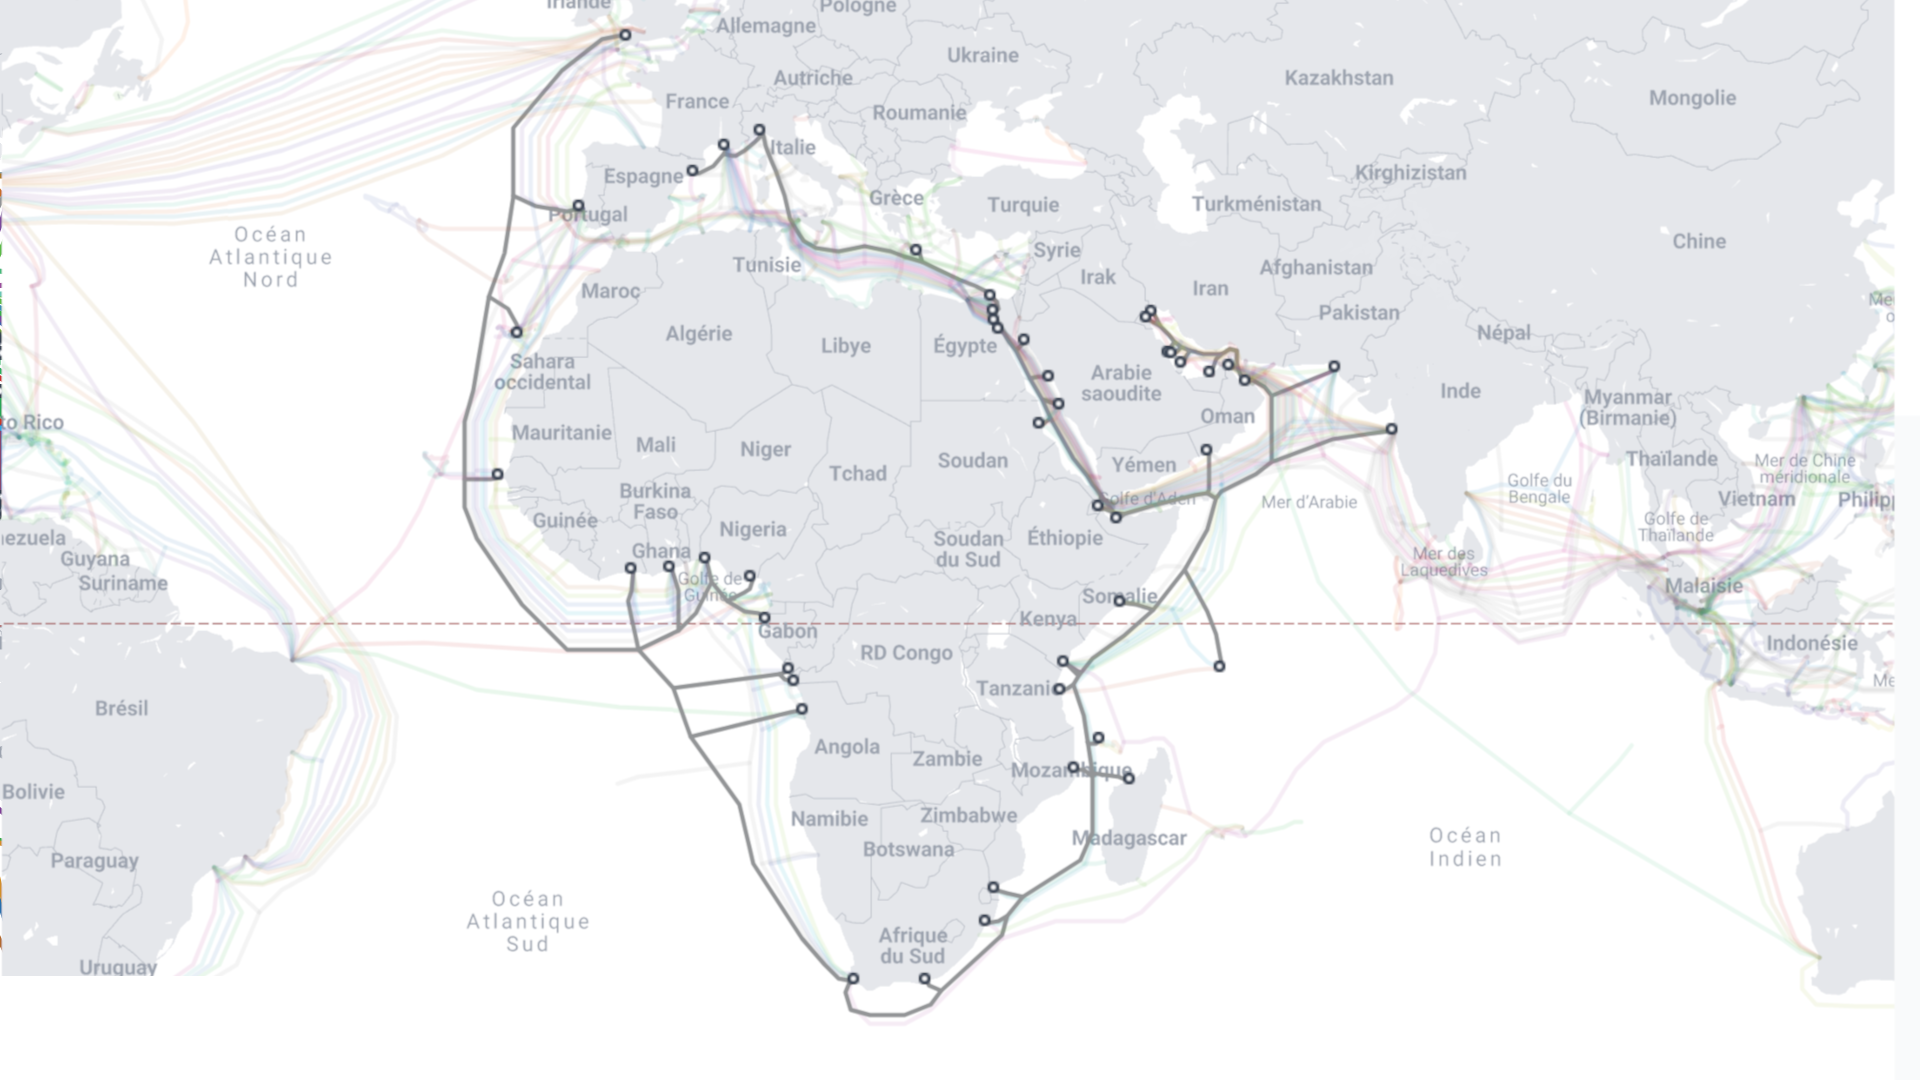 Irlande
Pologne
Allemagne
Ukraine
Autriche
Kazakhstan
Mongolie
France
Roumanie
Italie
Espagne
Kirghizistan
Grèce
Turquie
Turkménistan
Portugal
Océan
Atlantique
Nord
Chine
Syrie
Tunisie
Irak
Afghanistan
Iran
Maroc
Pakistan
Népal
Algérie
Libye
Égypte
Sahara
occidental
Arabie
saoudite
Inde
Myanmar
(Birmanie)
Oman
to Rico
Mauritanie
Mali
Niger
Tchad
Soudan
Yémen
Thaïlande
Mer de Chine
méridionale
Golfe du
Bengale
Burkina
Faso
Golfe d'Aden
Mer d'Arabie
Vietnam
Philipp
Guinée
Nigeria
Golfe de
Thaïlande
nezuela
Guyana
Suriname
Ghana
Soudan
du Sud
Éthiopie
Mer des
Laquedives
Golfe de
Guinée
Malaisie
Somalie
Kenya
Gabon
Indonésie
RD Congo
Tanzani
Me
Brésil
Angola
Zambie
Mozambique
Bolivie
Namibie
Zimbabwe
Madagascar
Océan
Indien
Botswana
Paraguay
Océan
Atlantique
Sud
Afrique
du Sud
Uruguay